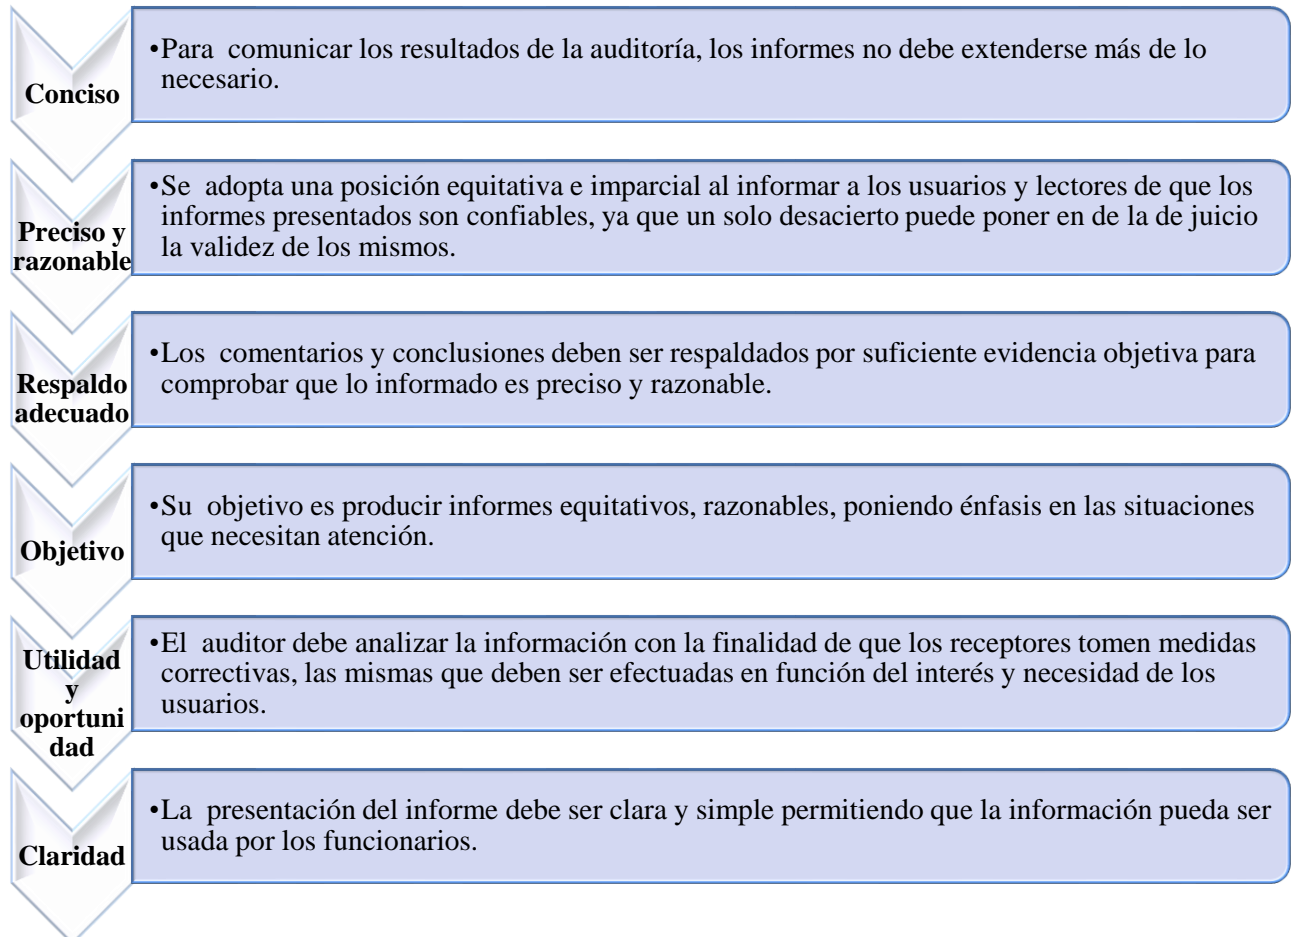 Conciso
•Para comunicar los resultados de la auditoría, los informes no debe extenderse más de lo
necesario.
Preciso y
razonable
•Se adopta una posición equitativa e imparcial al informar a los usuarios y lectores de que los
informes presentados son confiables, ya que un solo desacierto puede poner en de la de juicio
la validez de los mismos.
Respaldo
adecuado
•Los comentarios y conclusiones deben ser respaldados por suficiente evidencia objetiva para
comprobar que lo informado es preciso y razonable.
Objetivo
•Su objetivo es producir informes equitativos, razonables, poniendo énfasis en las situaciones
que necesitan atención.
Utilidad
y
oportuni
dad
•El auditor debe analizar la información con la finalidad de que los receptores tomen medidas
correctivas, las mismas que deben ser efectuadas en función del interés y necesidad de los
usuarios.
Claridad
•La presentación del informe debe ser clara y simple permitiendo que la información pueda ser
usada por los funcionarios.